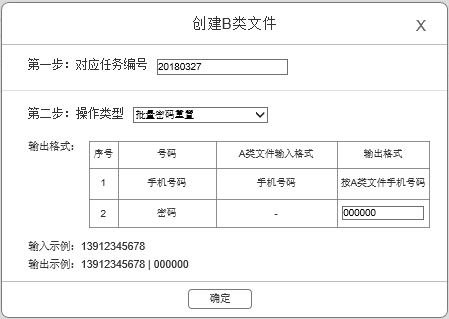 创建B类文件 X
第一步：对应任务编号 20180327
第二步：操作类型 批量密码重置
输出格式：
序号 号码 A类文件输入格式 输出格式
1 手机号码 手机号码 按A类文件手机号码
2 密码 - 000000
输入示例：13912345678
输出示例：13912345678 | 000000
确定